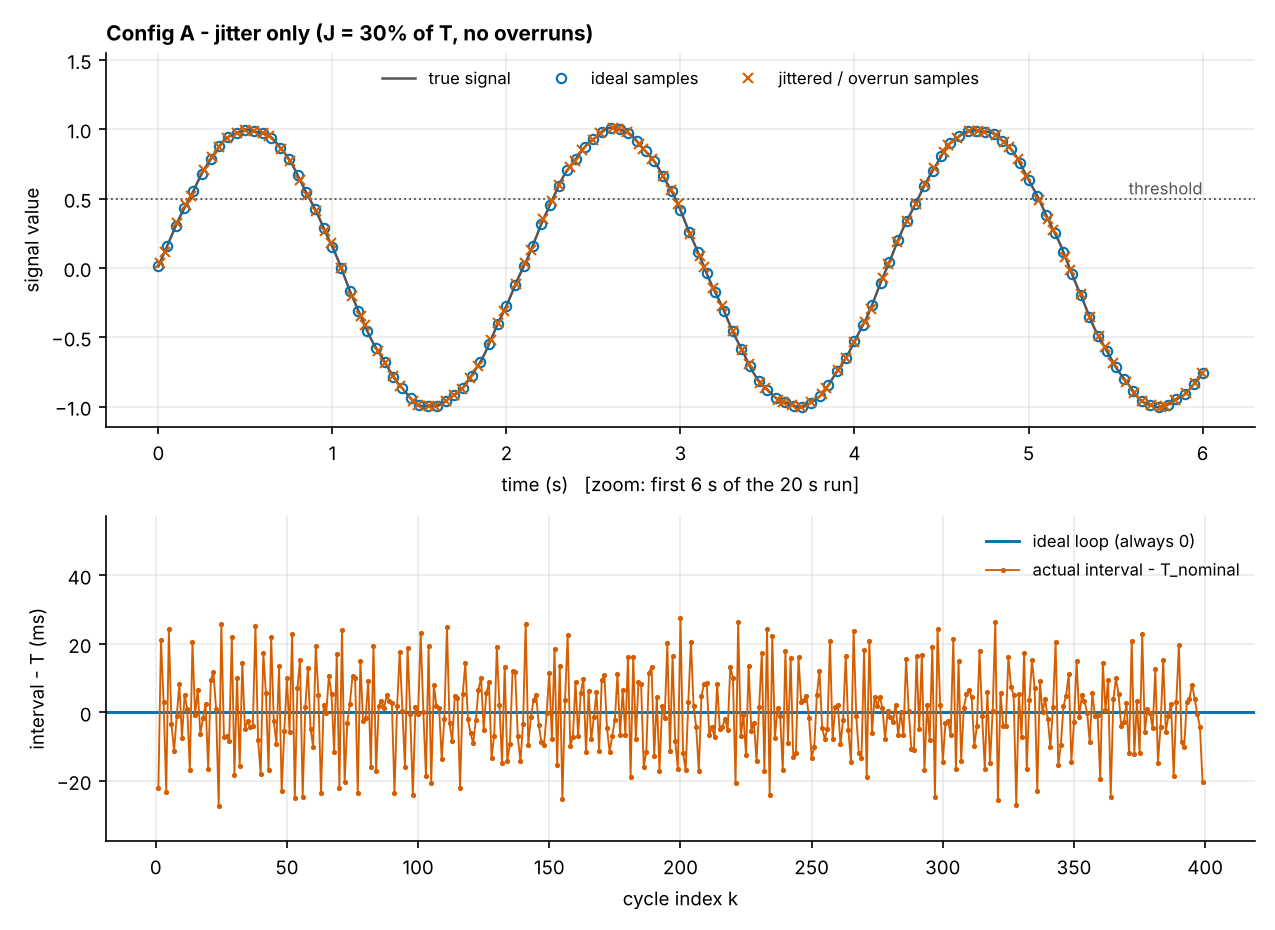 Config A - jitter only (J = 30% of T, no overruns)
true signal
ideal samples
jittered / overrun samples
1.5
1.0
0.5
0.0
−0.5
−1.0
signal value
threshold
0 1 2 3 4 5 6
time (s) [zoom: first 6 s of the 20 s run]
ideal loop (always 0)
actual interval - T_nominal
40
20
0
−20
interval - T (ms)
0 50 100 150 200 250 300 350 400
cycle index k